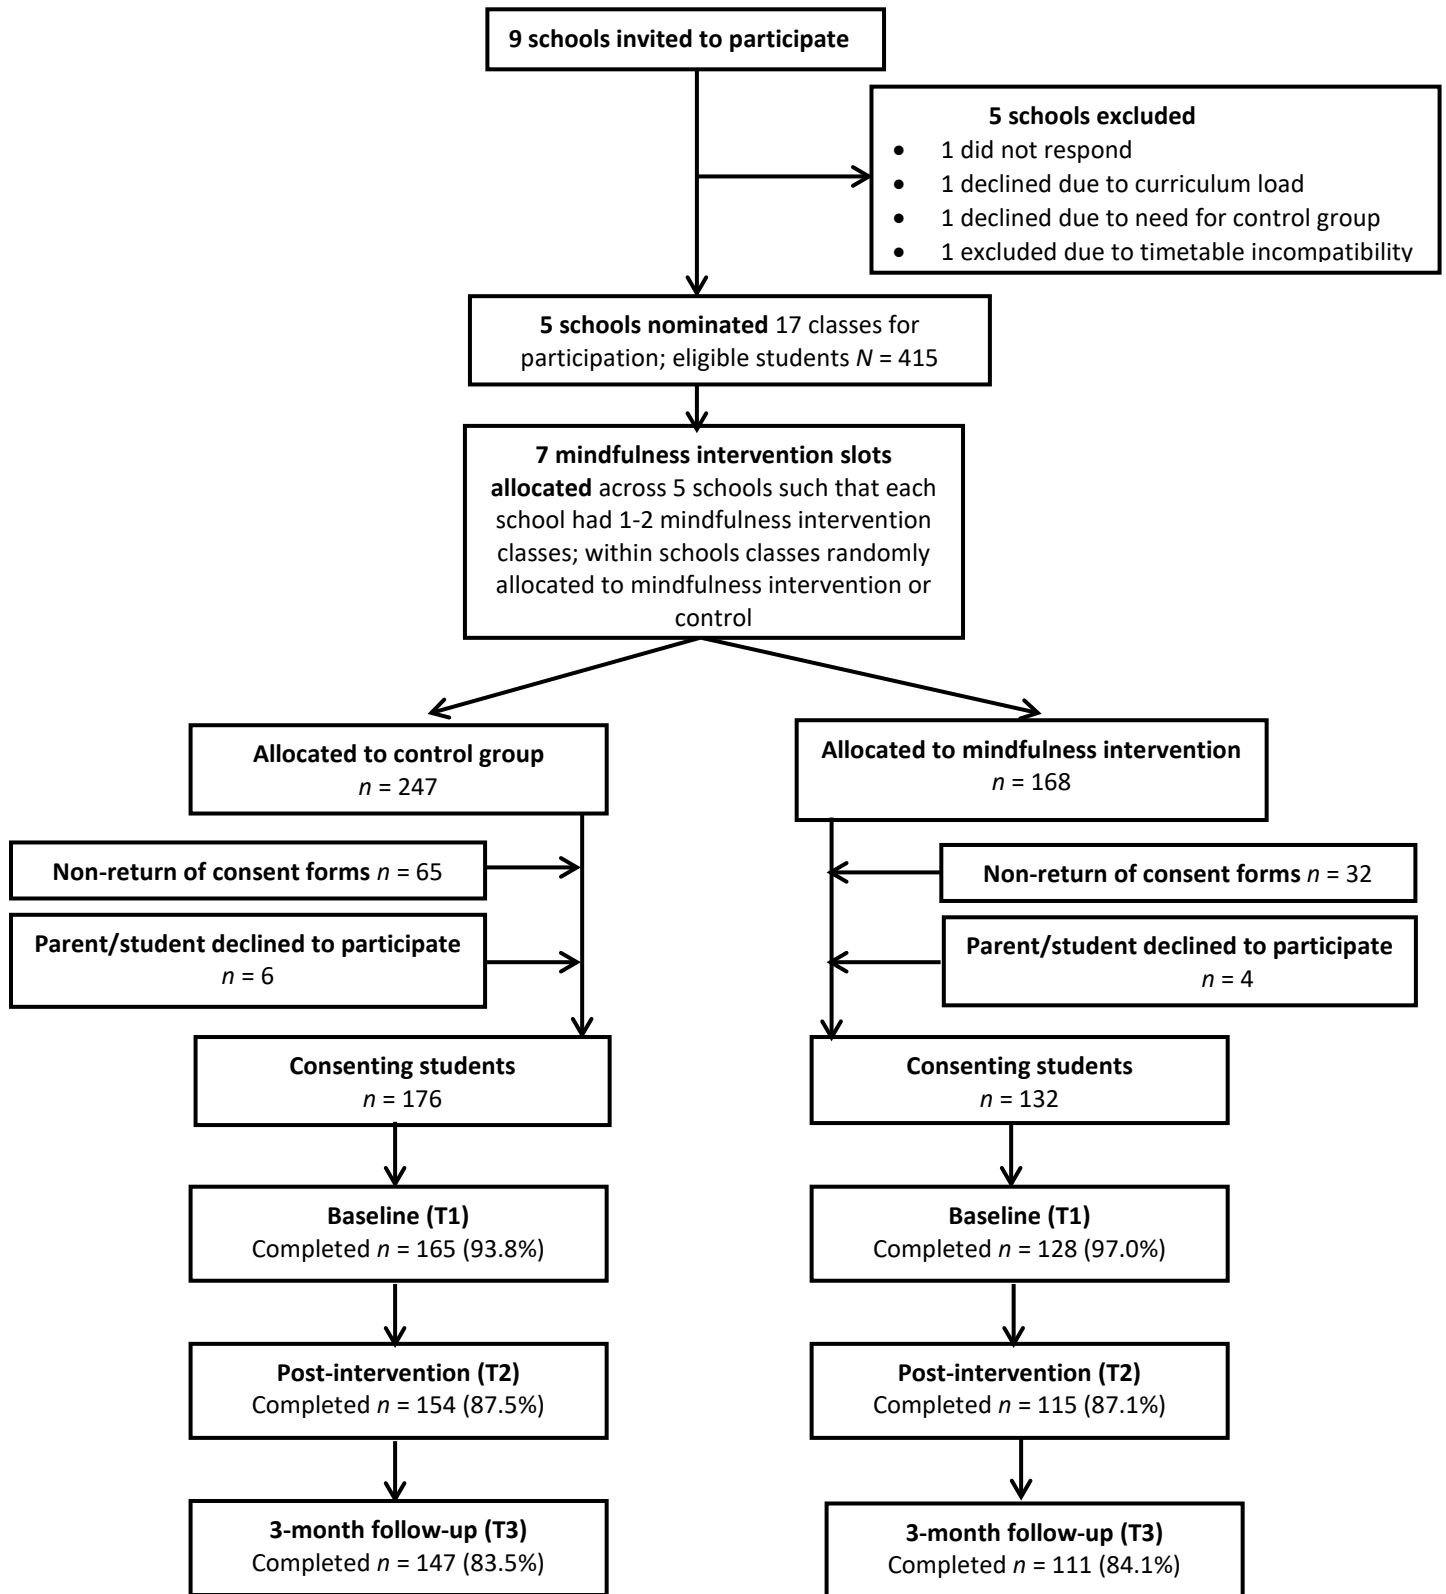 9 schools invited to participate
5 schools excluded
• 1 did not respond
• 1 declined due to curriculum load
• 1 declined due to need for control group
• 1 excluded due to timetable incompatibility
5 schools nominated 17 classes for
participation; eligible students N = 415
7 mindfulness intervention slots
allocated across 5 schools such that each
school had 1-2 mindfulness intervention
classes; within schools classes randomly
allocated to mindfulness intervention or
control
Allocated to control group
n = 247
Allocated to mindfulness intervention
n = 168
Non-return of consent forms n = 65
Non-return of consent forms n = 32
Parent/student declined to participate
n = 6
Parent/student declined to participate
n = 4
Consenting students
n = 176
Consenting students
n = 132
Baseline (T1)
Completed n = 165 (93.8%)
Baseline (T1)
Completed n = 128 (97.0%)
Post-intervention (T2)
Completed n = 154 (87.5%)
Post-intervention (T2)
Completed n = 115 (87.1%)
3-month follow-up (T3)
Completed n = 147 (83.5%)
3-month follow-up (T3)
Completed n = 111 (84.1%)